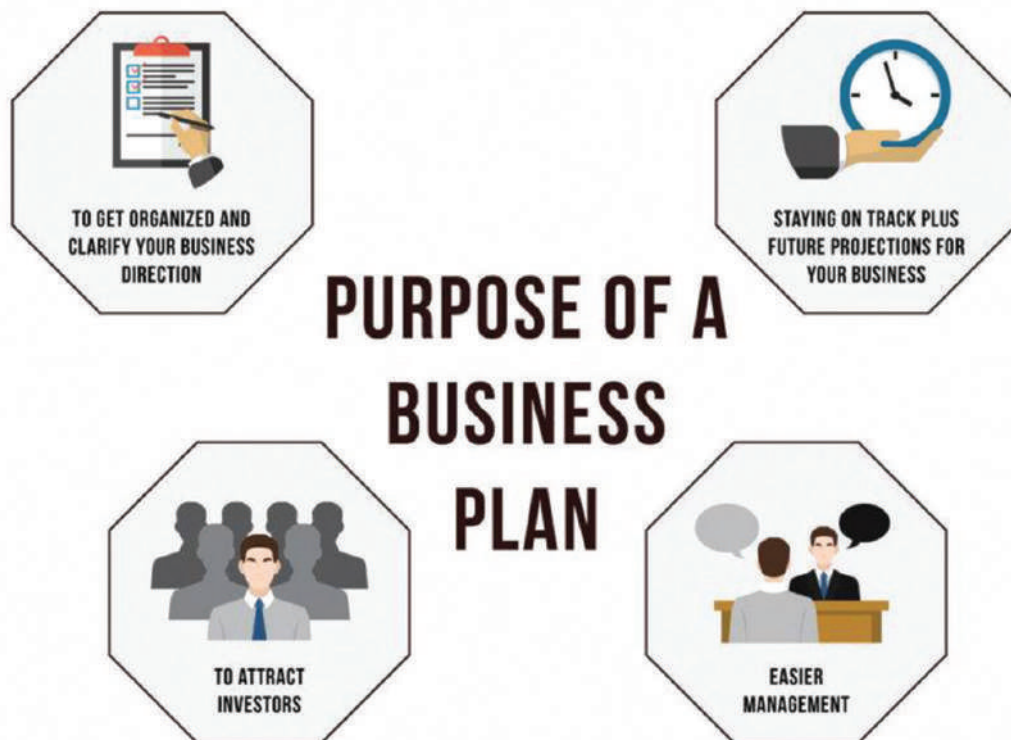 TO GET ORGANIZED AND
CLARIFY YOUR BUSINESS
DIRECTION
STAYING ON TRACK PLUS
FUTURE PROJECTIONS FOR
YOUR BUSINESS
PURPOSE OF A
BUSINESS
PLAN
TO ATTRACT
INVESTORS
EASIER
MANAGEMENT